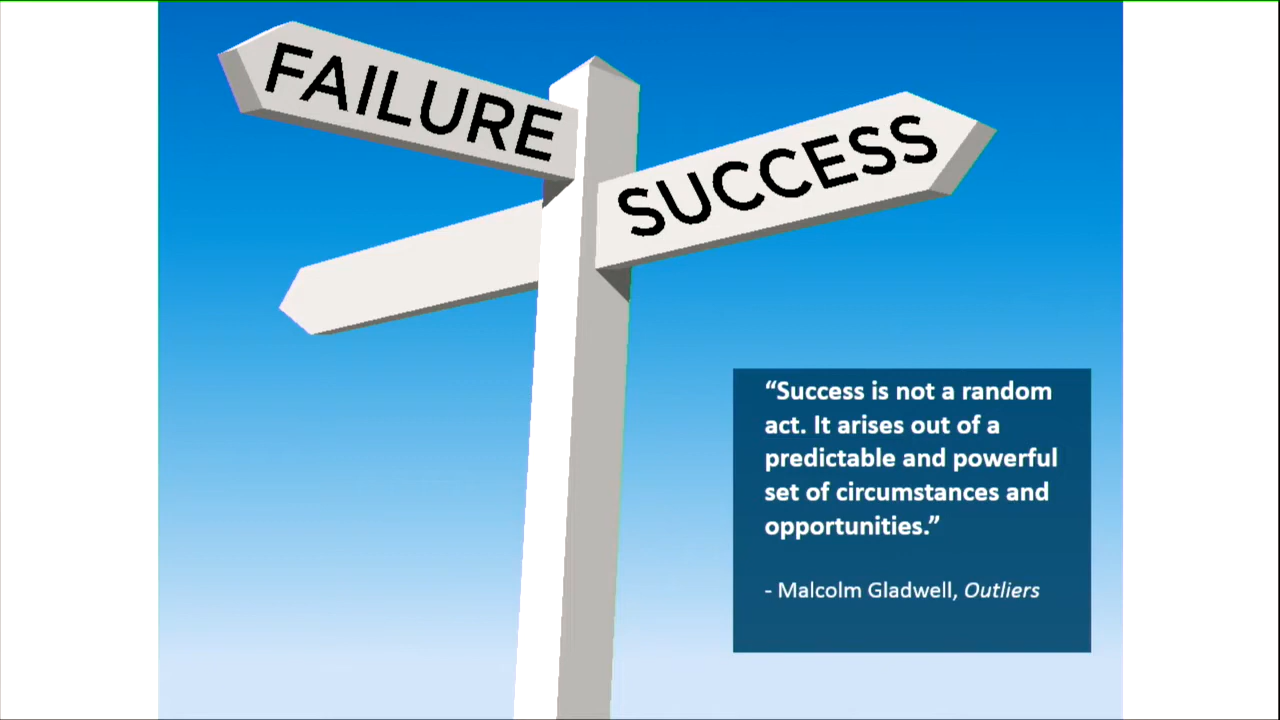 FAILURE
SUCCESS
“Success is not a random
act. It arises out of a
predictable and powerful
set of circumstances and
opportunities.”
- Malcolm Gladwell, Outliers